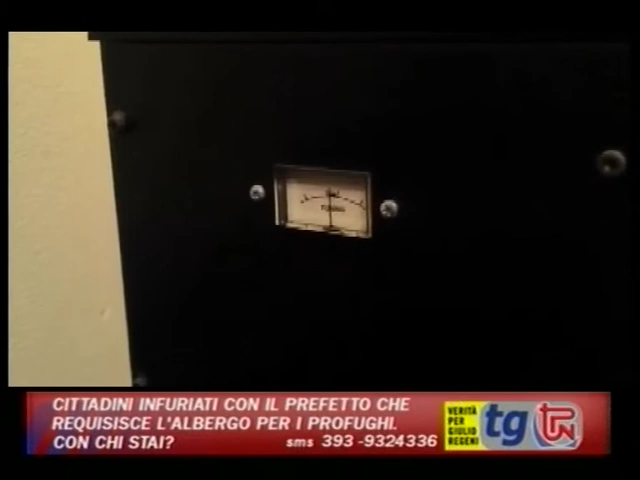 CITTADINI INFURIATI CON IL PREFETTO CHE
REQUISISCE L'ALBERGO PER I PROFUGHI.
CON CHI STAI?
sms 393 -9324336
VERITÀ
PER
GIULIO
REGENI
tg
TRN